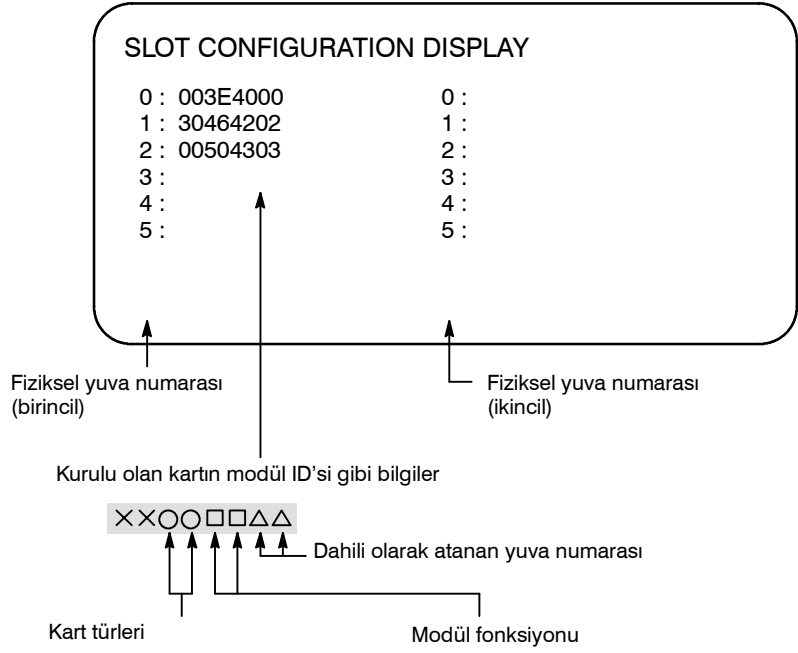 SLOT CONFIGURATION DISPLAY
0 : 003E4000 0 :
1 : 30464202 1 :
2 : 00504303 2 :
3 : 3 :
4 : 4 :
5 : 5 :
Fiziksel yuva numarası
(birincil)
Fiziksel yuva numarası
(ikincil)
Kurulu olan kartın modül ID'si gibi bilgiler
××○○□□△△
Dahili olarak atanan yuva numarası
Kart türleri
Modül fonksiyonu